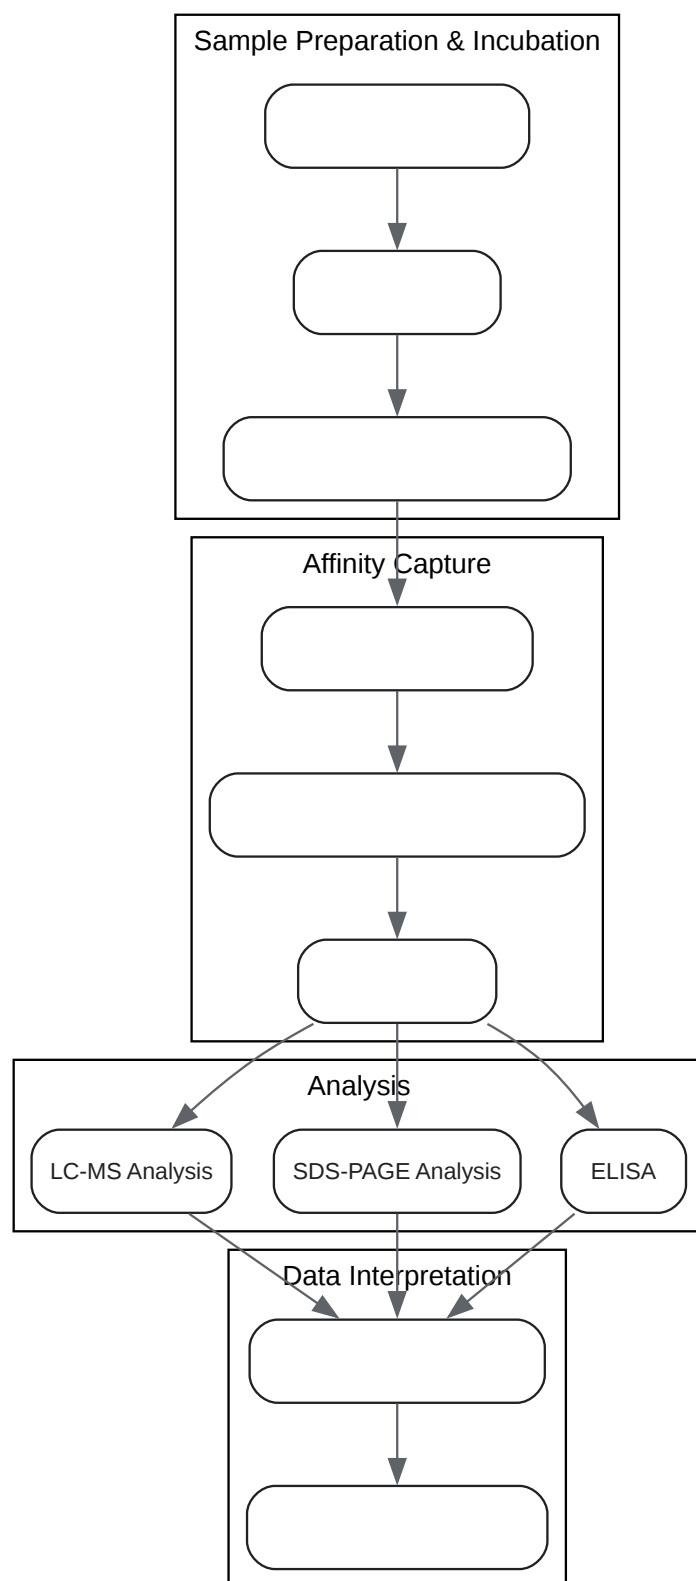 Sample Preparation & Incubation
Affinity Capture
Analysis
LC-MS Analysis
SDS-PAGE Analysis
ELISA
Data Interpretation